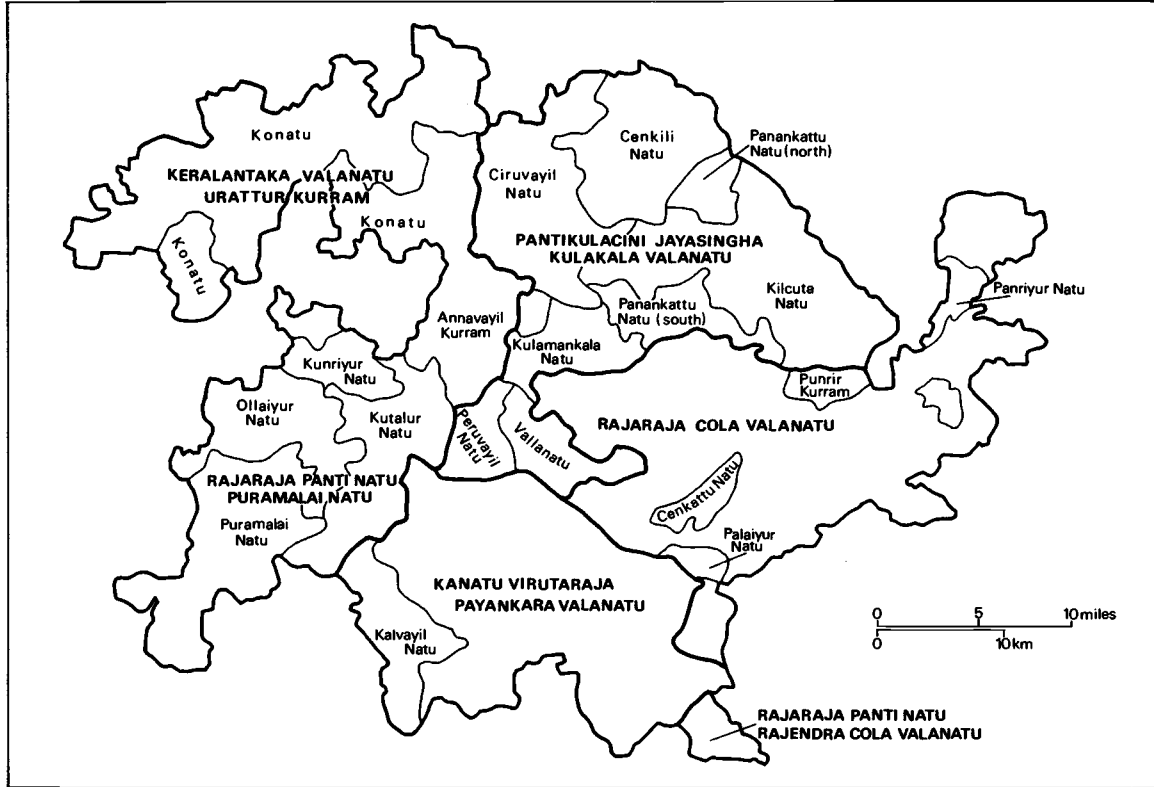 Konatu
KERALANTAKA VALANATU
URATTUR KURRAM
Konatu
Konatu
Cenkili
Natu
Panankattu
Natu (north)
Ciruvayil
Natu
PANTIKULACINI JAYASINGHA
KULAKALA VALANATU
Kilcuta
Natu
Panriyur Natu
Panankattu
Natu (south)
Annavayil
Kurram
Kulamankala
Natu
Kunriyur
Natu
Punrir
Kurram
Ollaiyur
Natu
Kutalur
Natu
Peruvayil
Natu
Vallanatu
RAJARAJA COLA VALANATU
RAJARAJA PANTI NATU
PURAMALAI NATU
Puramalai
Natu
Cenkattu Natu
Palaiyur
Natu
KANATU VIRUTARAJA
PAYANKARA VALANATU
Kalvayil
Natu
0 5 10 miles
0 10 km
RAJARAJA PANTI NATU
RAJENDRA COLA VALANATU